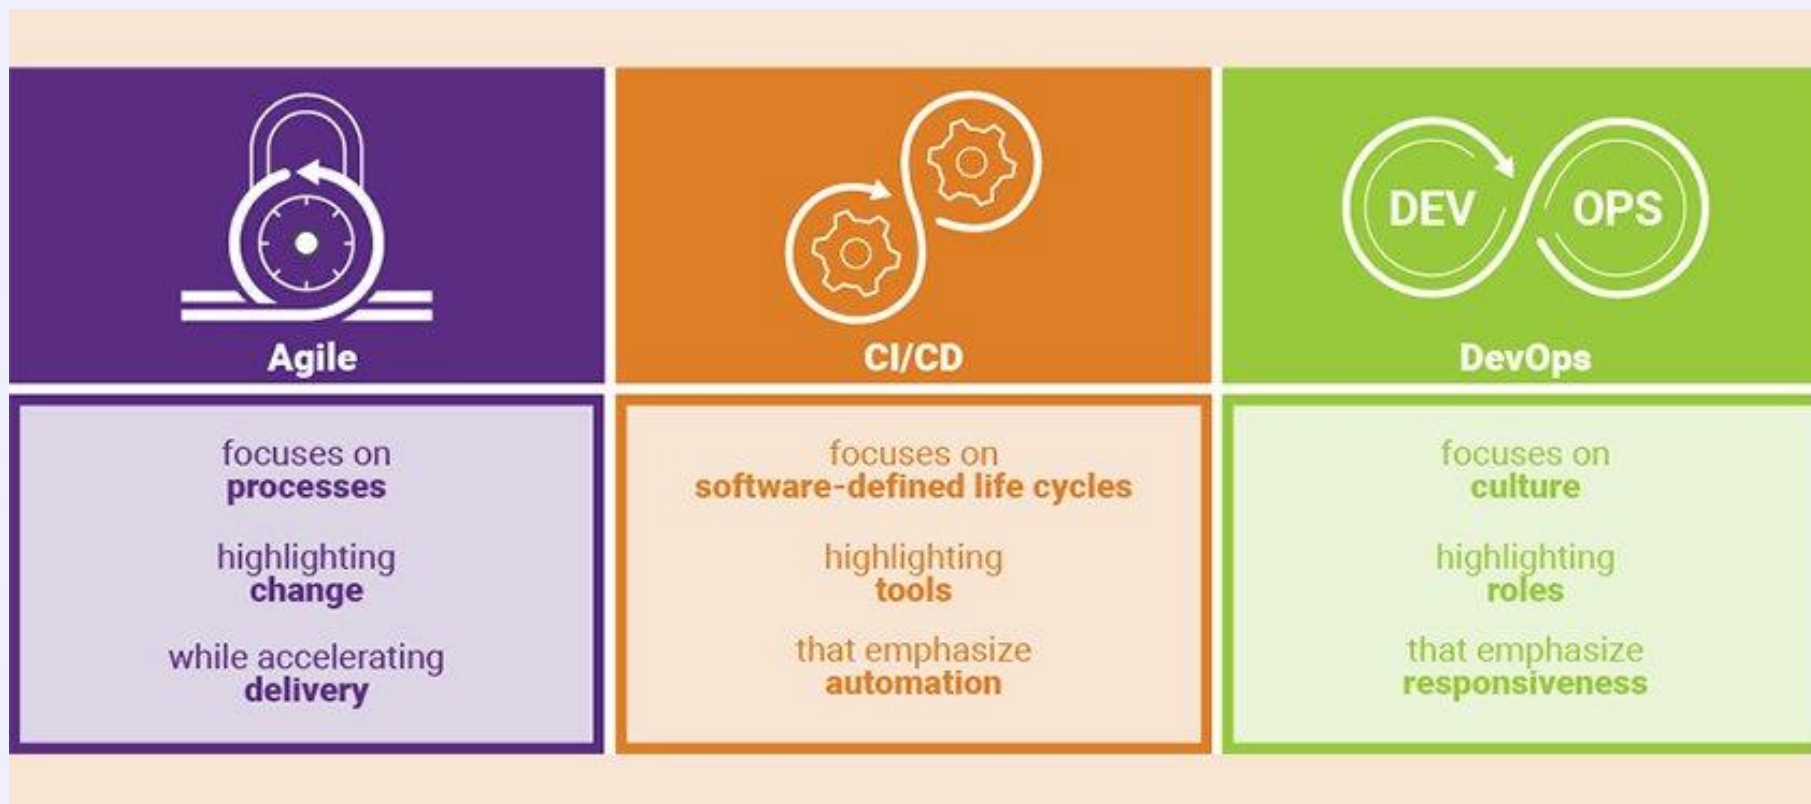 Agile
focuses on
processes
highlighting
change
while accelerating
delivery
CI/CD
focuses on
software-defined life cycles
highlighting
tools
that emphasize
automation
DEV OPS
DevOps
focuses on
culture
highlighting
roles
that emphasize
responsiveness